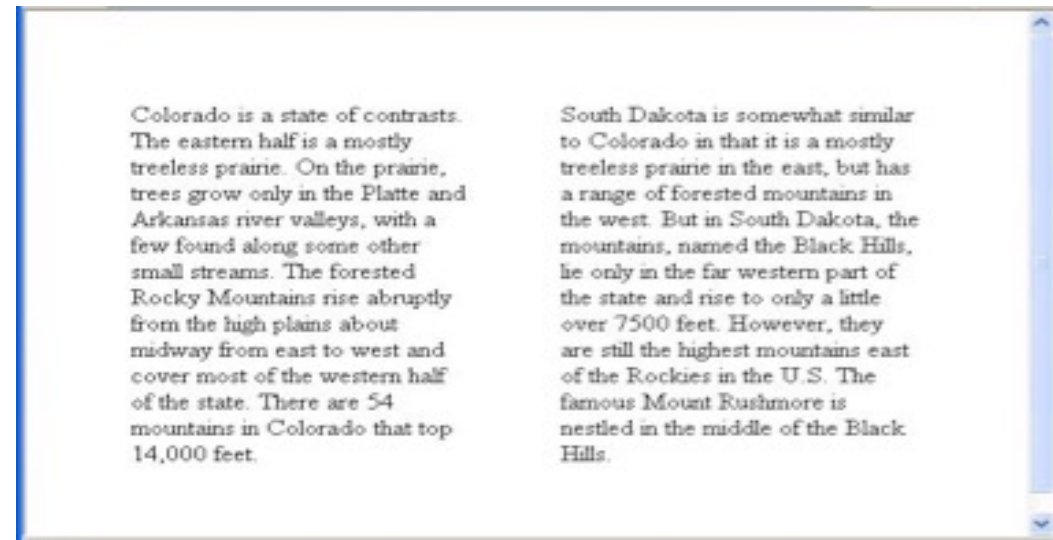 Colorado is a state of contrasts.
The eastern half is a mostly
treeless prairie. On the prairie,
trees grow only in the Platte and
Arkansas river valleys, with a
few found along some other
small streams. The forested
Rocky Mountains rise abruptly
from the high plains about
midway from east to west and
cover most of the western half
of the state. There are 54
mountains in Colorado that top
14,000 feet.
South Dakota is somewhat similar
to Colorado in that it is a mostly
treeless prairie in the east, but has
a range of forested mountains in
the west. But in South Dakota, the
mountains, named the Black Hills,
lie only in the far western part of
the state and rise to only a little
over 7500 feet. However, they
are still the highest mountains east
of the Rockies in the U.S. The
famous Mount Rushmore is
nestled in the middle of the Black
Hills.